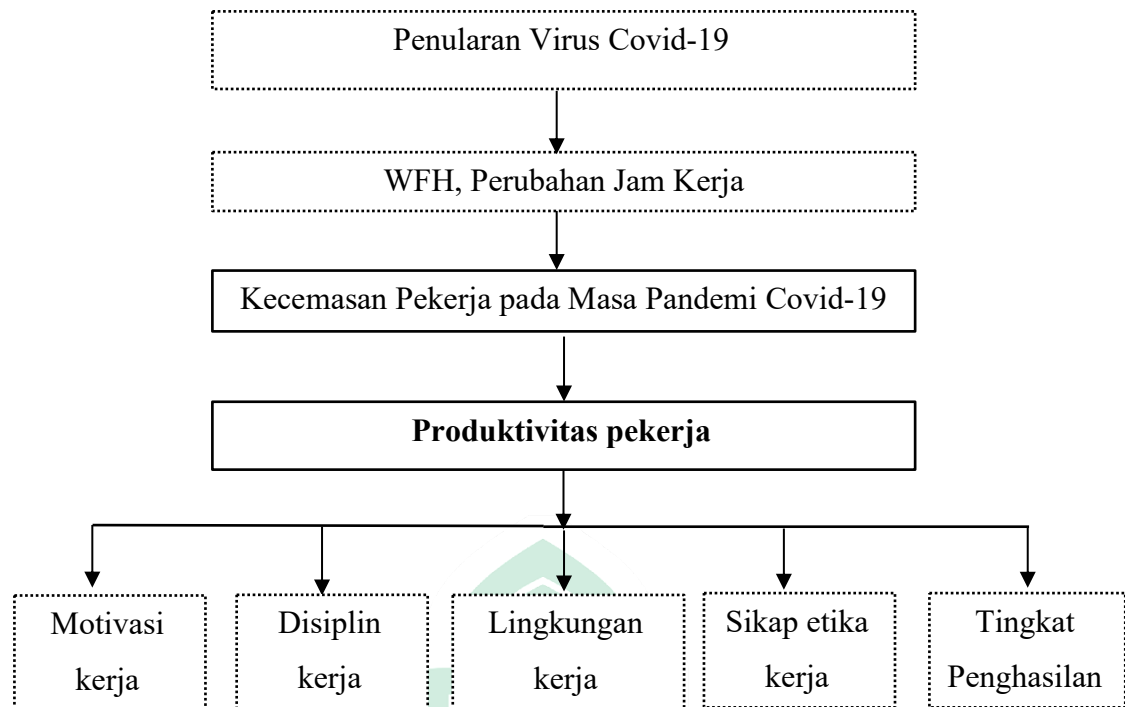 Penularan Virus Covid-19
WFH, Perubahan Jam Kerja
Kecemasan Pekerja pada Masa Pandemi Covid-19
Produktivitas pekerja
Motivasi
kerja
Disiplin
kerja
Lingkungan
kerja
Sikap etika
kerja
Tingkat
Penghasilan